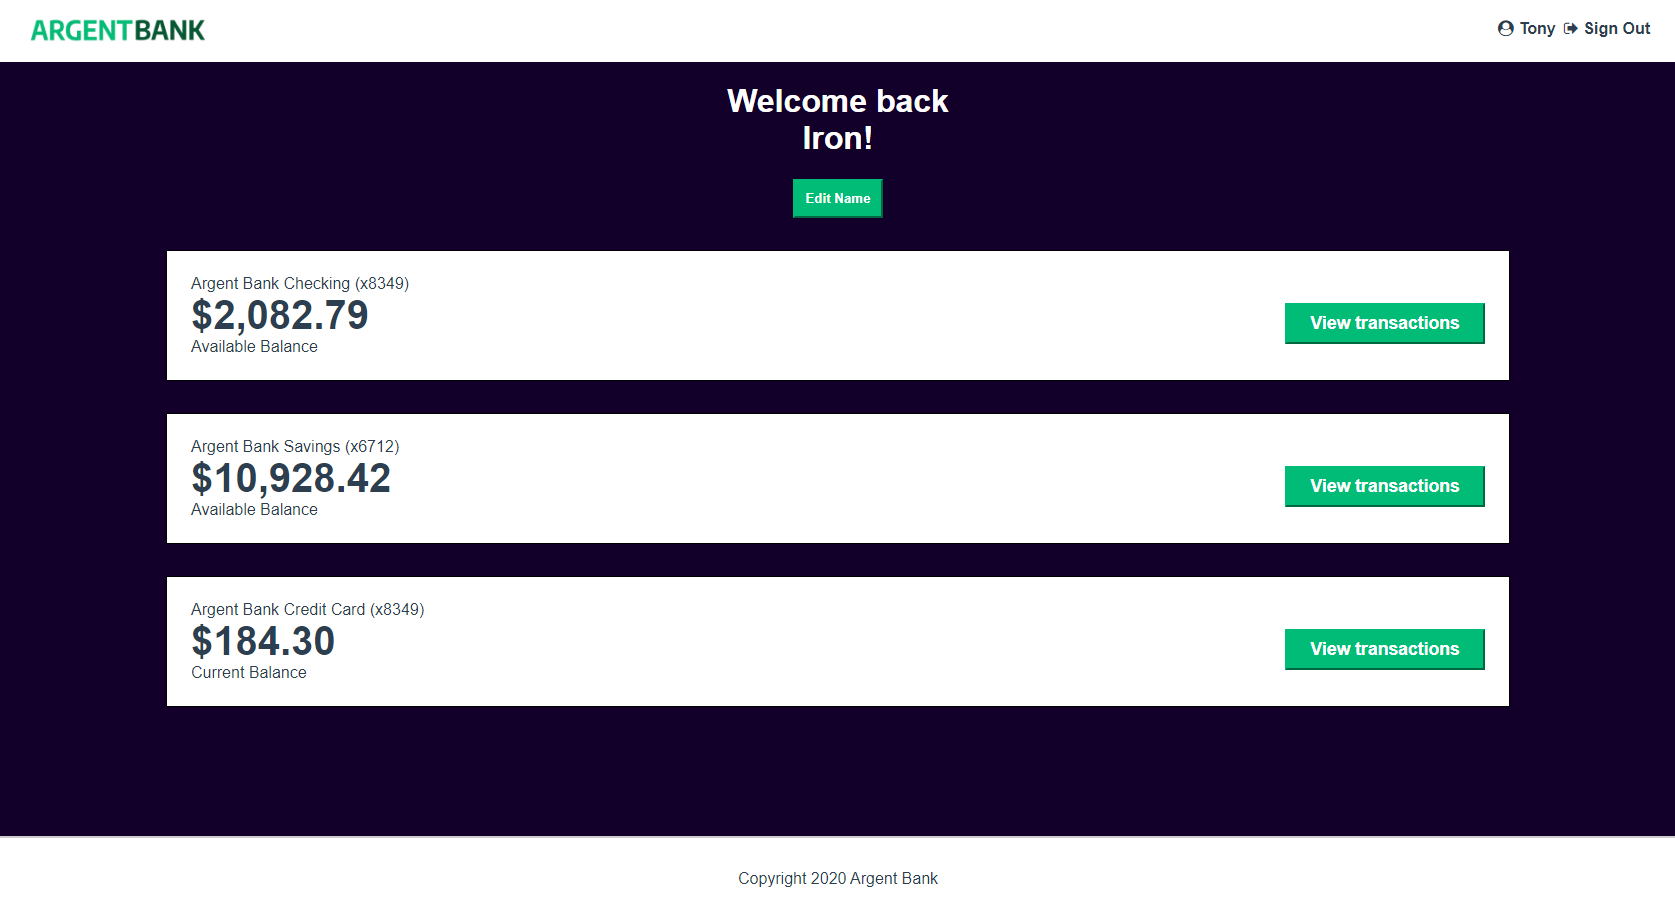 ARGENTBANK
Tony Sign Out
Welcome back
Iron!
Edit Name
Argent Bank Checking (x8349)
$2,082.79
Available Balance
View transactions
Argent Bank Savings (x6712)
$10,928.42
Available Balance
View transactions
Argent Bank Credit Card (x8349)
$184.30
Current Balance
View transactions
Copyright 2020 Argent Bank